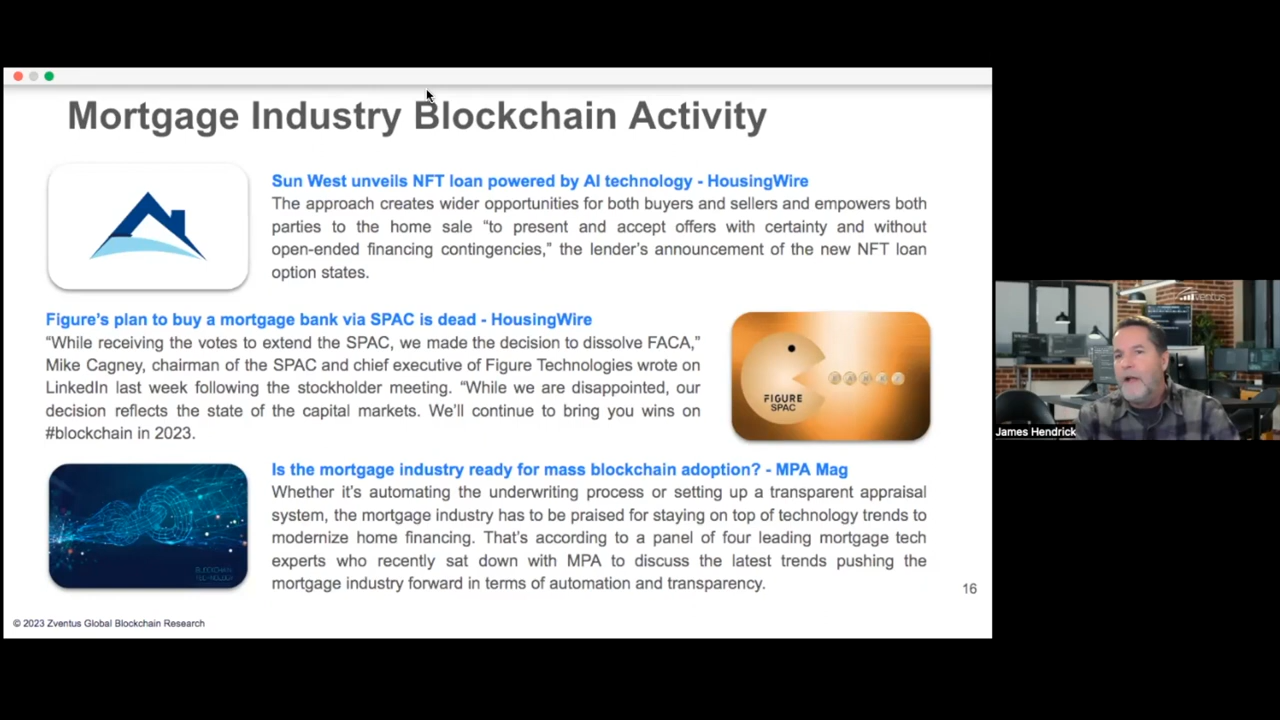 Mortgage Industry Blockchain Activity
Sun West unveils NFT loan powered by AI technology - HousingWire
The approach creates wider opportunities for both buyers and sellers and empowers both
parties to the home sale “to present and accept offers with certainty and without
open-ended financing contingencies,” the lender’s announcement of the new NFT loan
option states.
Figure’s plan to buy a mortgage bank via SPAC is dead - HousingWire
“While receiving the votes to extend the SPAC, we made the decision to dissolve FACA,”
Mike Cagney, chairman of the SPAC and chief executive of Figure Technologies wrote on
LinkedIn last week following the stockholder meeting. “While we are disappointed, our
decision reflects the state of the capital markets. We’ll continue to bring you wins on
#blockchain in 2023.
FIGURE
SPAC
Is the mortgage industry ready for mass blockchain adoption? - MPA Mag
Whether it’s automating the underwriting process or setting up a transparent appraisal
system, the mortgage industry has to be praised for staying on top of technology trends to
modernize home financing. That’s according to a panel of four leading mortgage tech
experts who recently sat down with MPA to discuss the latest trends pushing the
mortgage industry forward in terms of automation and transparency.
BLOCKCHAIN
TECHNOLOGY
16
© 2023 Zventus Global Blockchain Research
James Hendrick